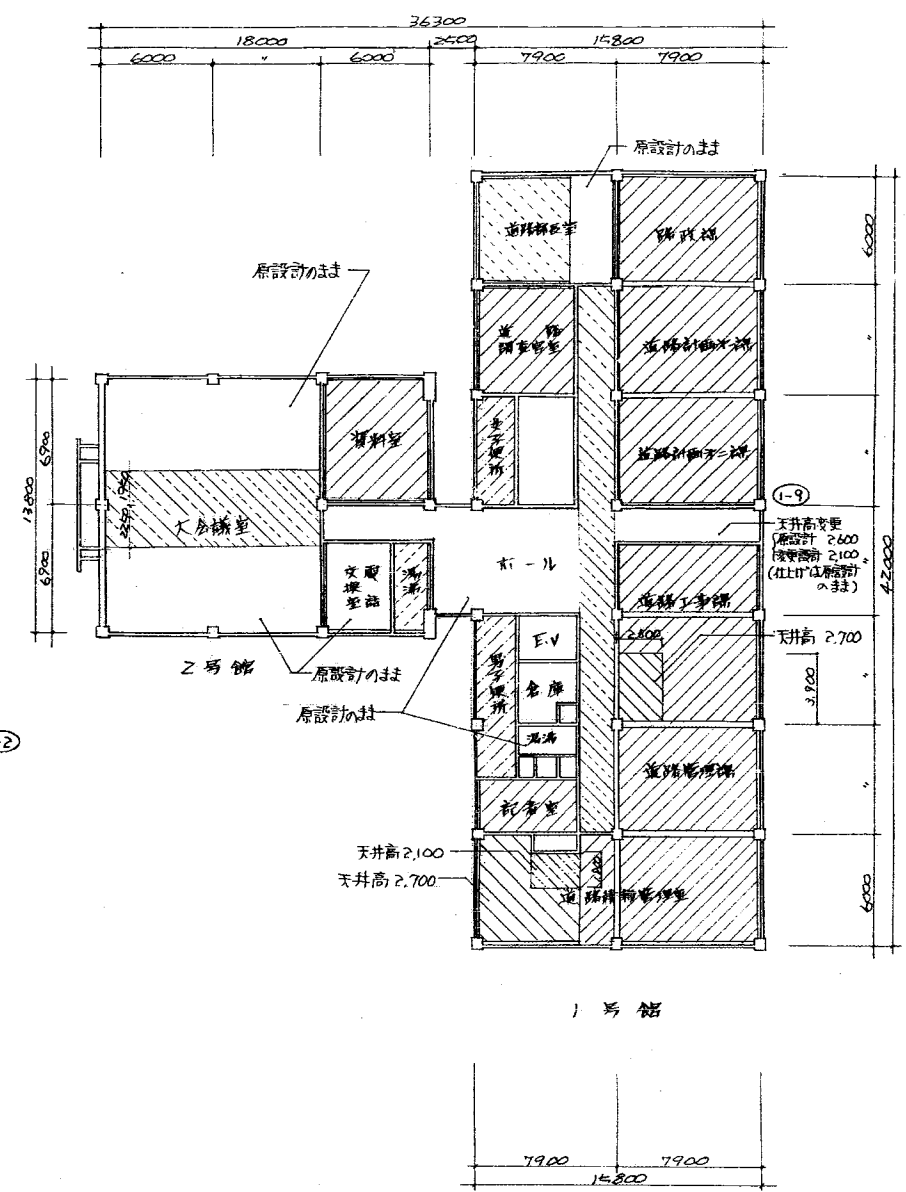 36300
18000
2500
15800
6000
〃
6000
7900
7900
原設計のまま
道路部長室
路政課
6000
原設計のまま
道路調査官室
道路計画第一課
〃
資料室
女子便所
道路計画第二課
〃
13800
6900
6900
2250
1950
大会議室
1-9
天井高変更
原設計 2,600
変更設計 2,100
(仕上げは原設計
のまま)
42000
〃
ホール
電話交換室
湯沸
道路工事課
2号館
原設計のまま
原設計のまま
男子便所
E.V
倉庫
湯沸
2,800
天井高 2,700
3,900
〃
道路管理課
〃
記者室
天井高 2,100
天井高 2,700
道路情報管理室
6000
1号館
7900
7900
15800